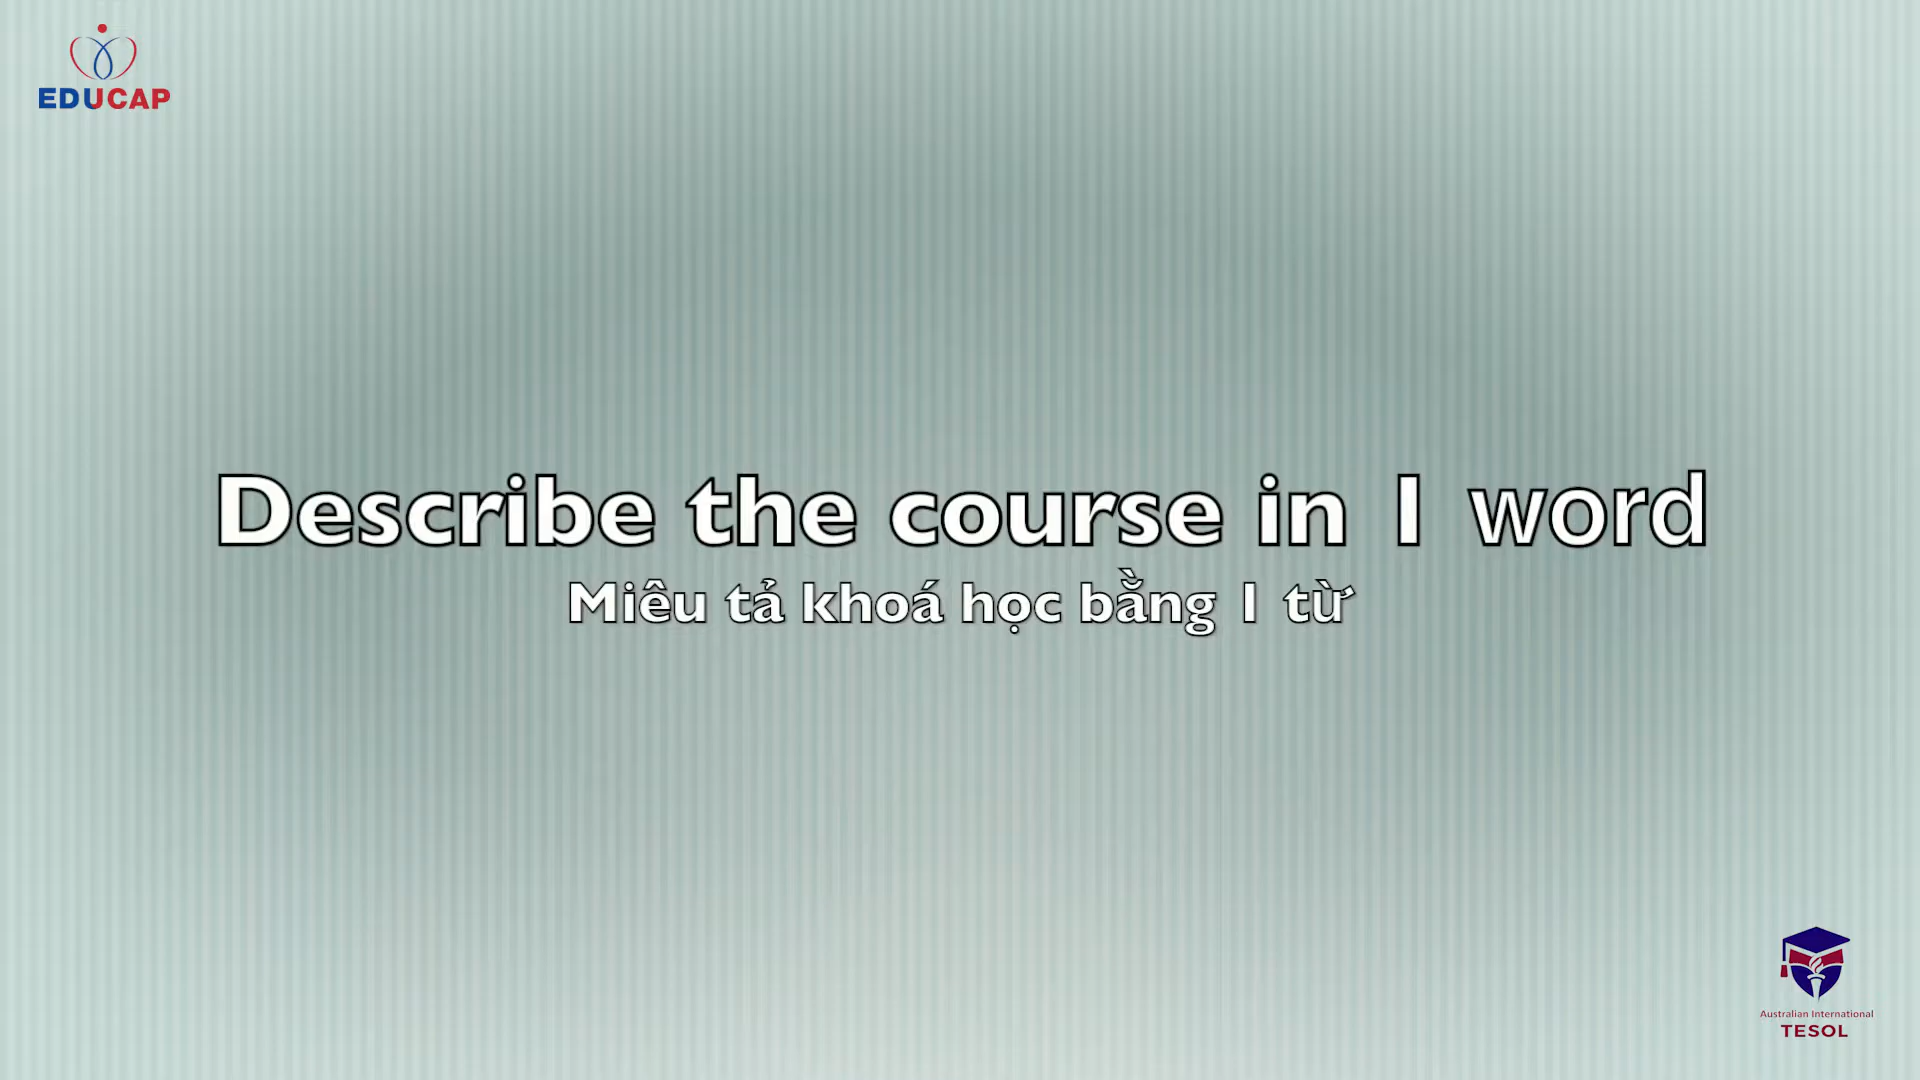 EDUCAP
Describe the course in 1 word
Miêu tả khoá học bằng 1 từ
Australian International
TESOL